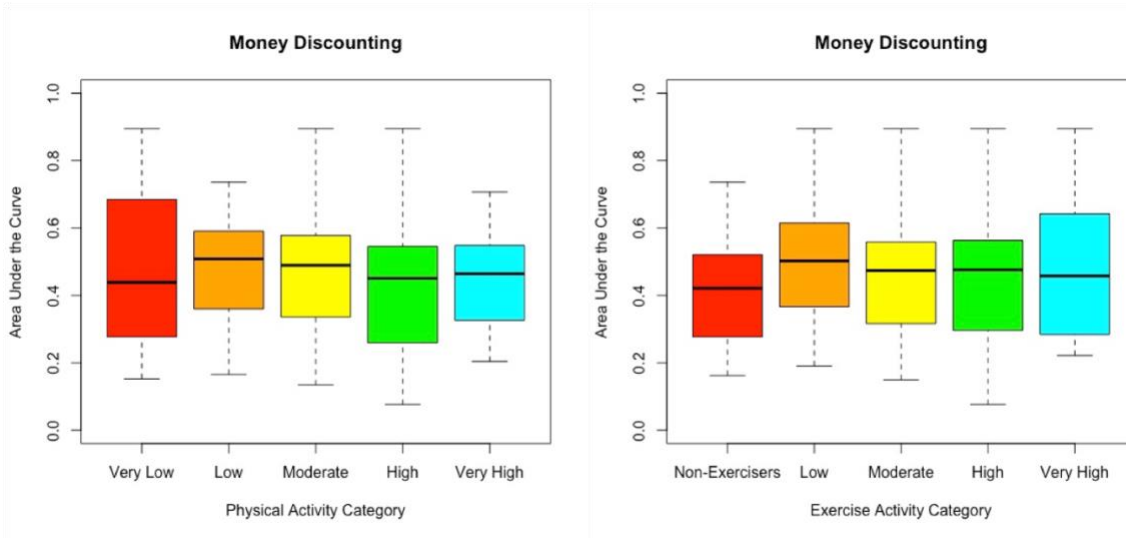 Money Discounting
Area Under the Curve
1.0
0.8
0.6
0.4
0.2
0.0
Very Low Low Moderate High Very High
Physical Activity Category
Money Discounting
Area Under the Curve
1.0
0.8
0.6
0.4
0.2
0.0
Non-Exercisers Low Moderate High Very High
Exercise Activity Category